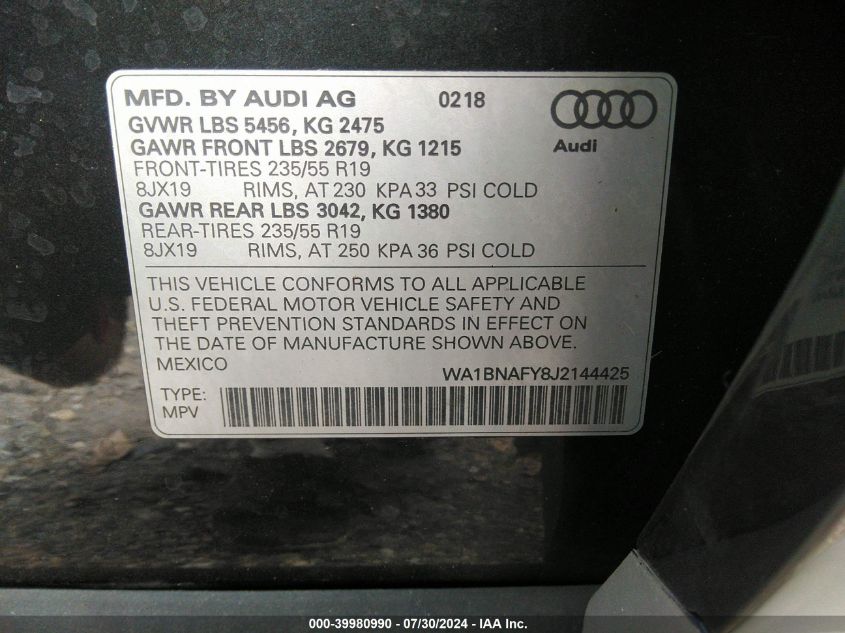 MFD. BY AUDI AG 0218
GVWR LBS 5456, KG 2475
GAWR FRONT LBS 2679, KG 1215
FRONT-TIRES 235/55 R19
8JX19 RIMS, AT 230 KPA 33 PSI COLD
GAWR REAR LBS 3042, KG 1380
REAR-TIRES 235/55 R19
8JX19 RIMS, AT 250 KPA 36 PSI COLD
Audi
THIS VEHICLE CONFORMS TO ALL APPLICABLE
U.S. FEDERAL MOTOR VEHICLE SAFETY AND
THEFT PREVENTION STANDARDS IN EFFECT ON
THE DATE OF MANUFACTURE SHOWN ABOVE.
MEXICO
WA1BNAFY8J2144425
TYPE:
MPV
000-39980990 / 07/30/2024 - IAA Inc.